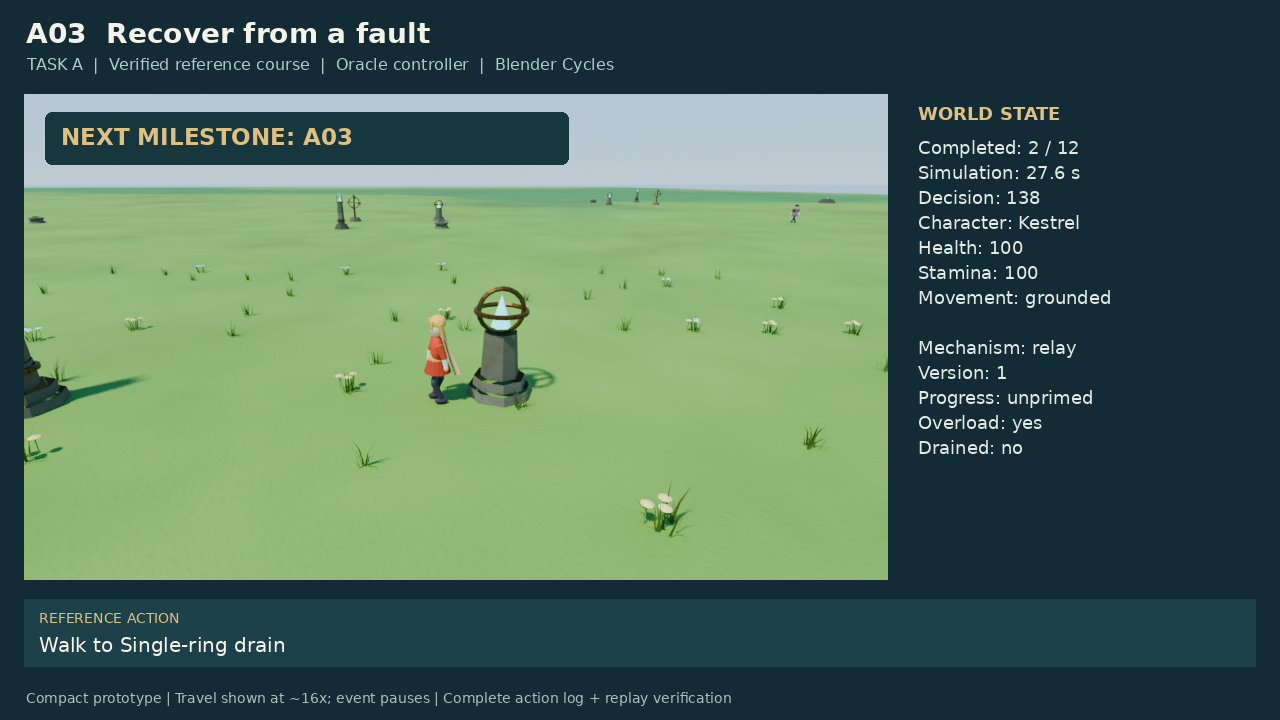 A03  Recover from a fault
TASK A  |  Verified reference course  |  Oracle controller  |  Blender Cycles
NEXT MILESTONE: A03
WORLD STATE
Completed: 2 / 12
Simulation: 27.6 s
Decision: 138
Character: Kestrel
Health: 100
Stamina: 100
Movement: grounded
Mechanism: relay
Version: 1
Progress: unprimed
Overload: yes
Drained: no
REFERENCE ACTION
Walk to Single-ring drain
Compact prototype | Travel shown at ~16x; event pauses | Complete action log + replay verification